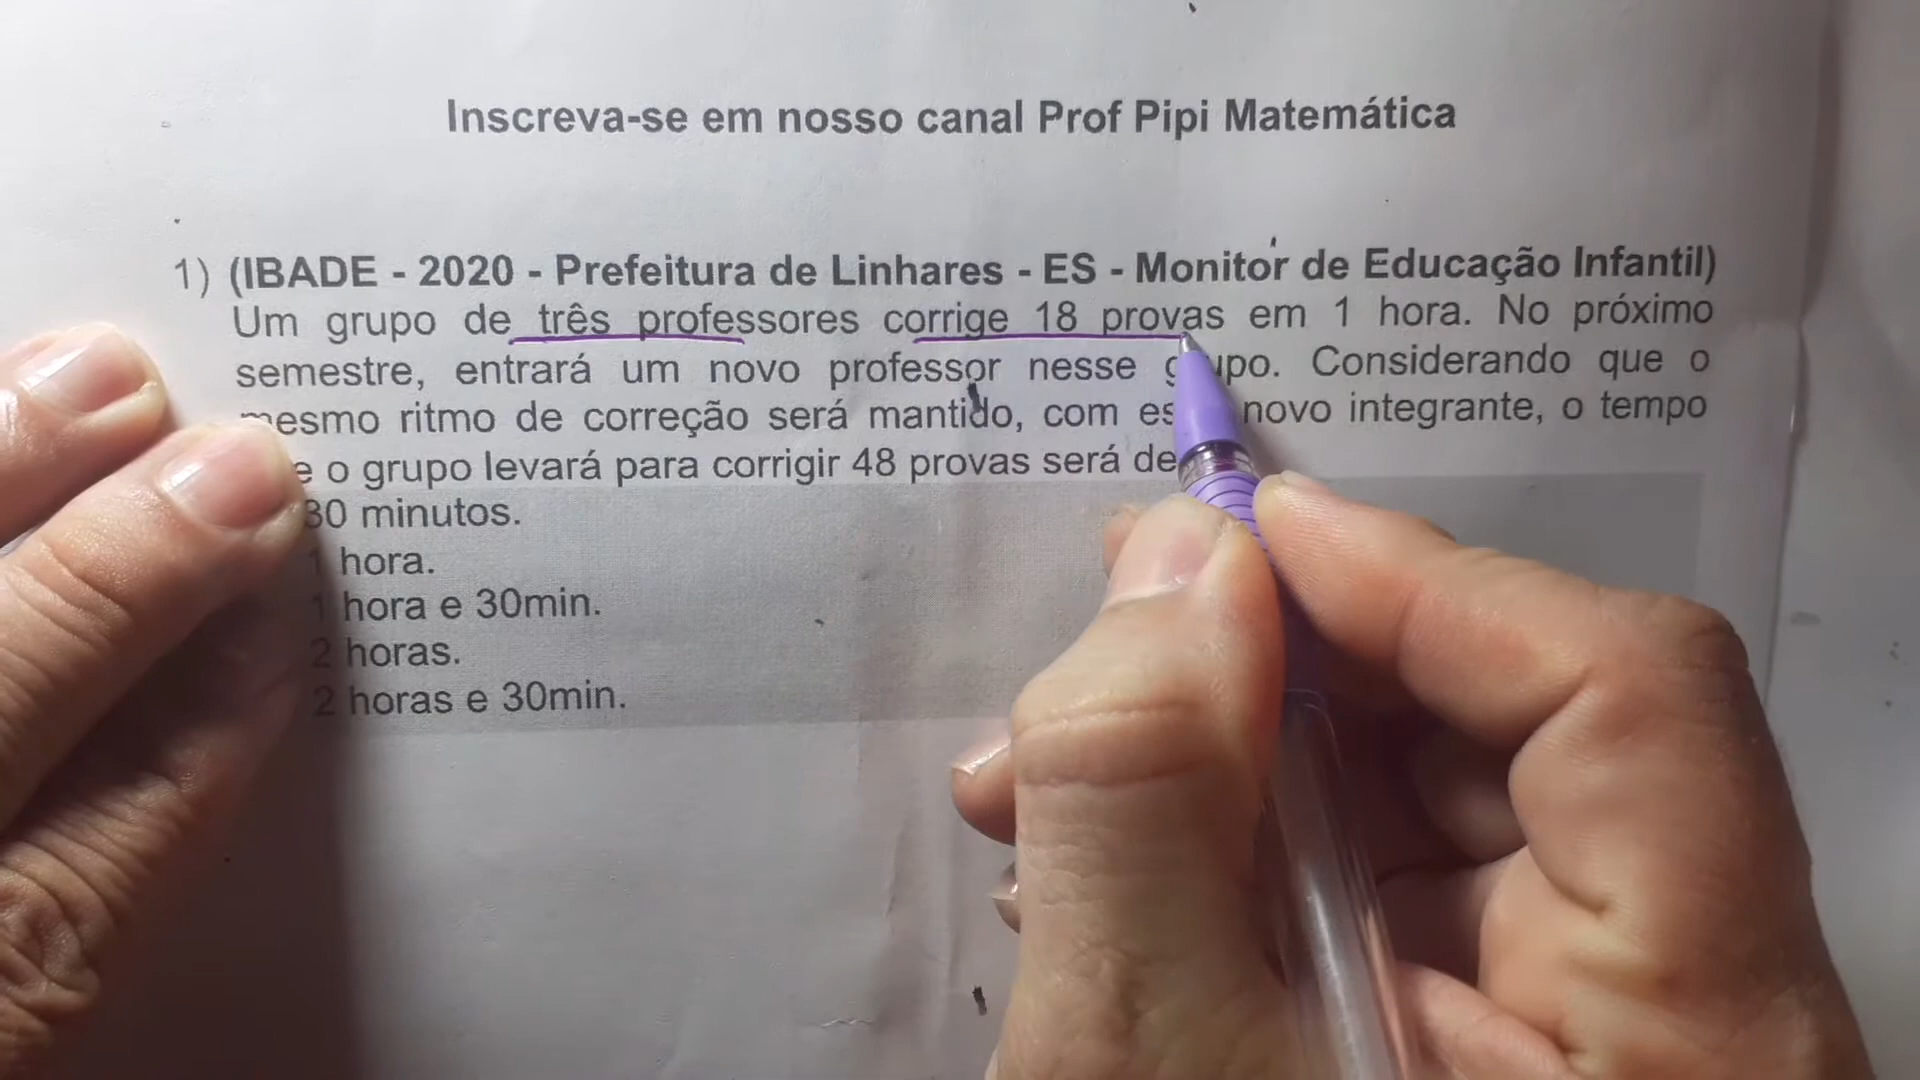 Inscreva-se em nosso canal Prof Pipi Matemática
1) (IBADE - 2020 - Prefeitura de Linhares - ES - Monitor de Educação Infantil)
Um grupo de três professores corrige 18 provas em 1 hora. No próximo
semestre, entrará um novo professor nesse grupo. Considerando que o
mesmo ritmo de correção será mantido, com novo integrante, o tempo
o grupo levará para corrigir 48 provas será de
30 minutos.
1 hora.
1 hora e 30min.
2 horas.
2 horas e 30min.